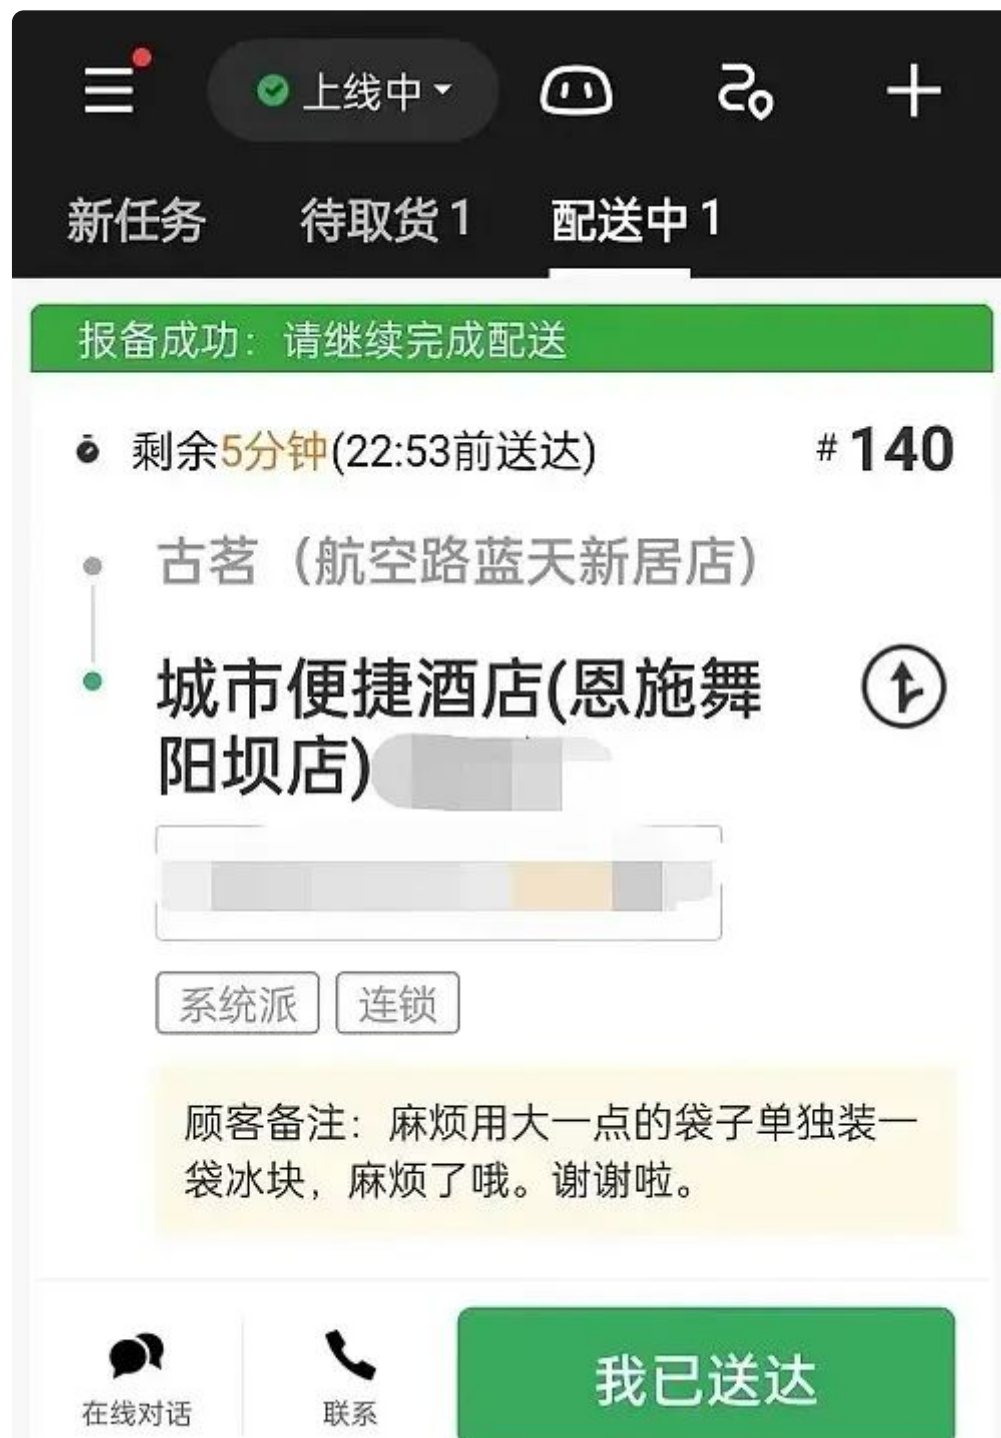 上线中
新任务 待取货 1 配送中 1
报备成功：请继续完成配送
剩余5分钟(22:53前送达) #140
古茗（航空路蓝天新居店）
城市便捷酒店(恩施舞
阳坝店)
系统派 连锁
顾客备注：麻烦用大一点的袋子单独装一
袋冰块，麻烦了哦。谢谢啦。
在线对话 联系 我已送达